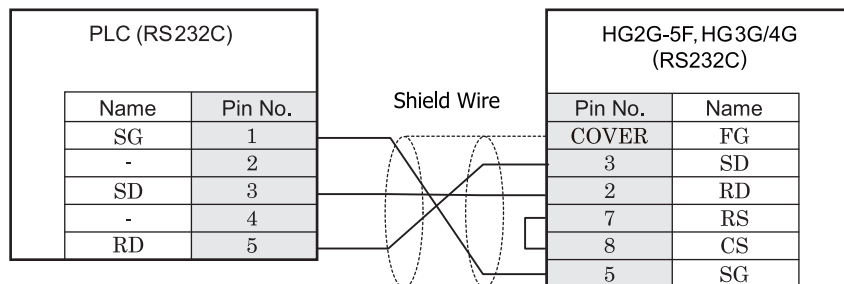 PLC (RS232C)
Name Pin No.
SG 1
- 2
SD 3
- 4
RD 5
Shield Wire
HG2G-5F, HG3G/4G
(RS232C)
Pin No. Name
COVER FG
3 SD
2 RD
7 RS
8 CS
5 SG